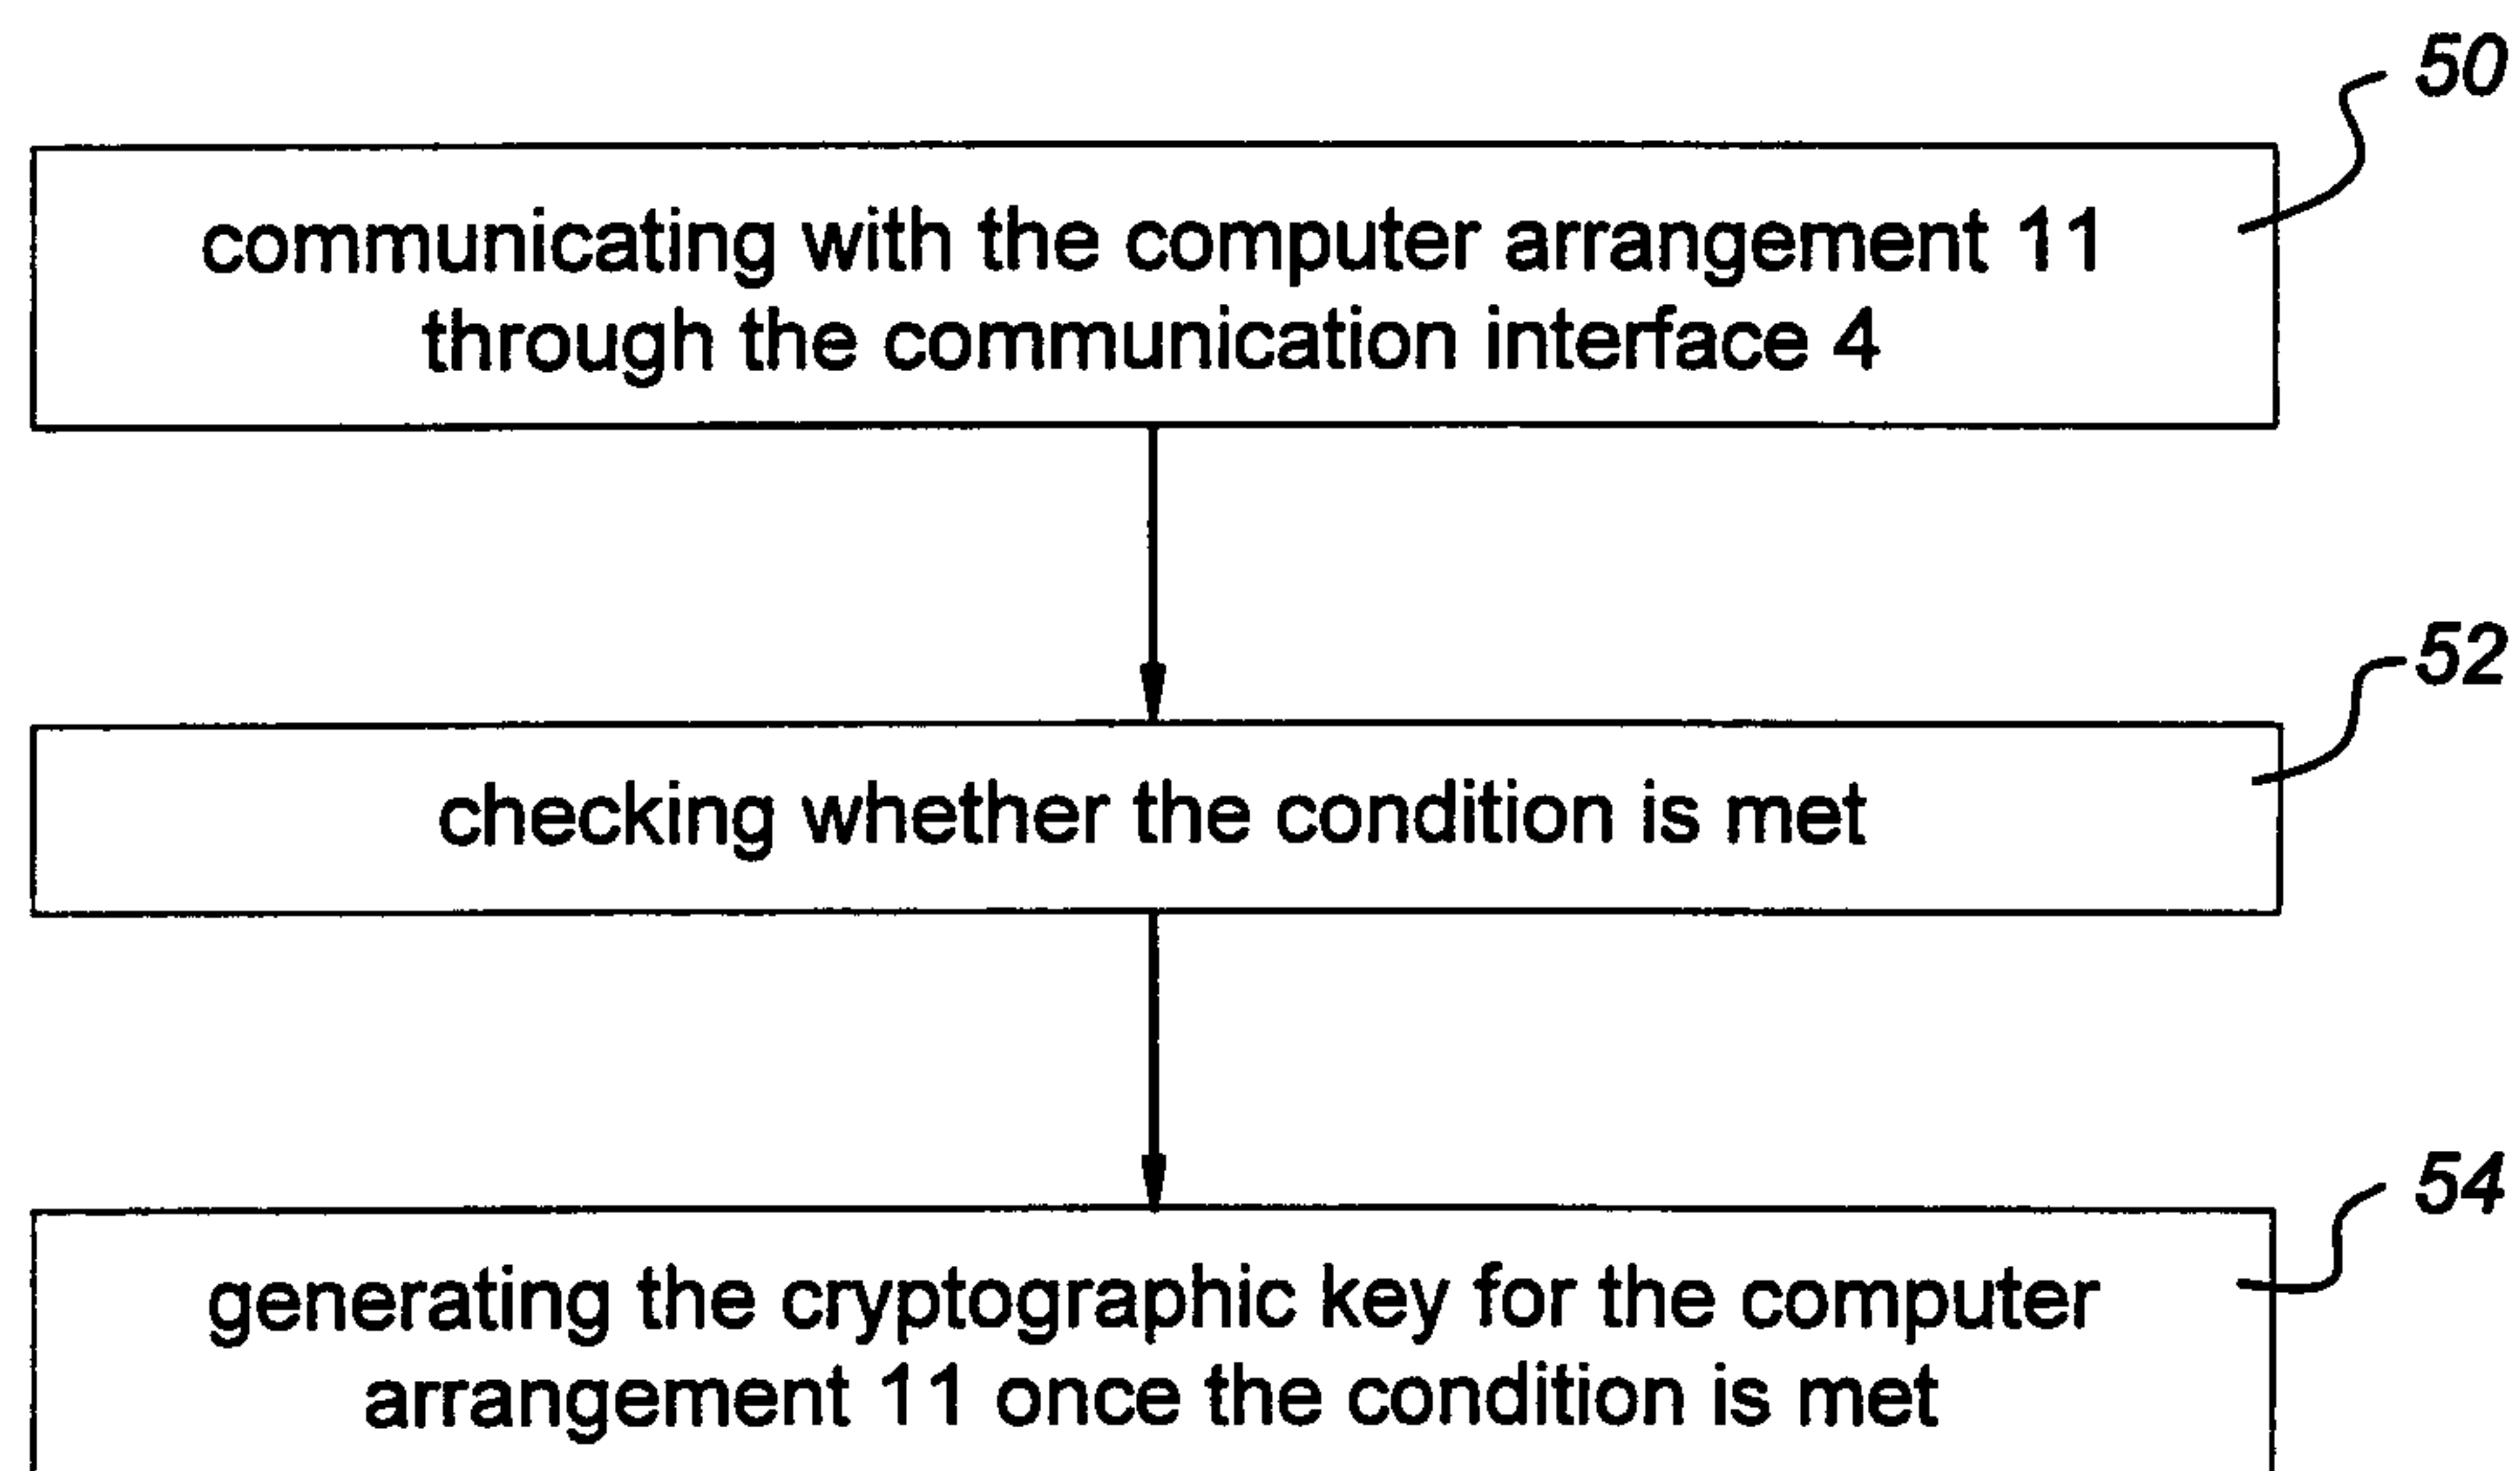 50
communicating with the computer arrangement 11
through the communication interface 4
52
checking whether the condition is met
54
generating the cryptographic key for the computer
arrangement 11 once the condition is met